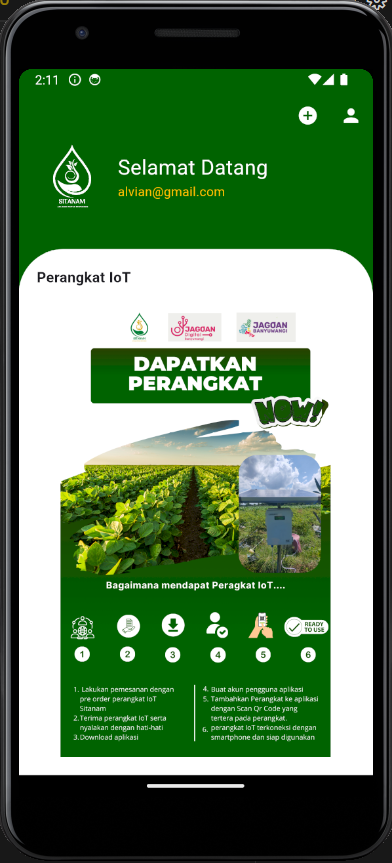 2:11
Selamat Datang
alvian@gmail.com
SITANAM
Perangkat IoT
SITANAM
JAGOAN
Digital
Banyuwangi
JAGOAN
BANYUWANGI
DAPATKAN
PERANGKAT
NOW!!
Bagaimana mendapat Peragkat IoT....
READY
TO USE
1 2 3 4 5 6
1. Lakukan pemesanan dengan
pre order perangkat IoT
Sitanam
2. Terima perangkat IoT serta
nyalakan dengan hati-hati
3. Download aplikasi
4. Buat akun pengguna aplikasi
5. Tambahkan Perangkat ke aplikasi
dengan Scan Qr Code yang
tertera pada perangkat.
6. perangkat IoT terkoneksi dengan
smartphone dan siap digunakan